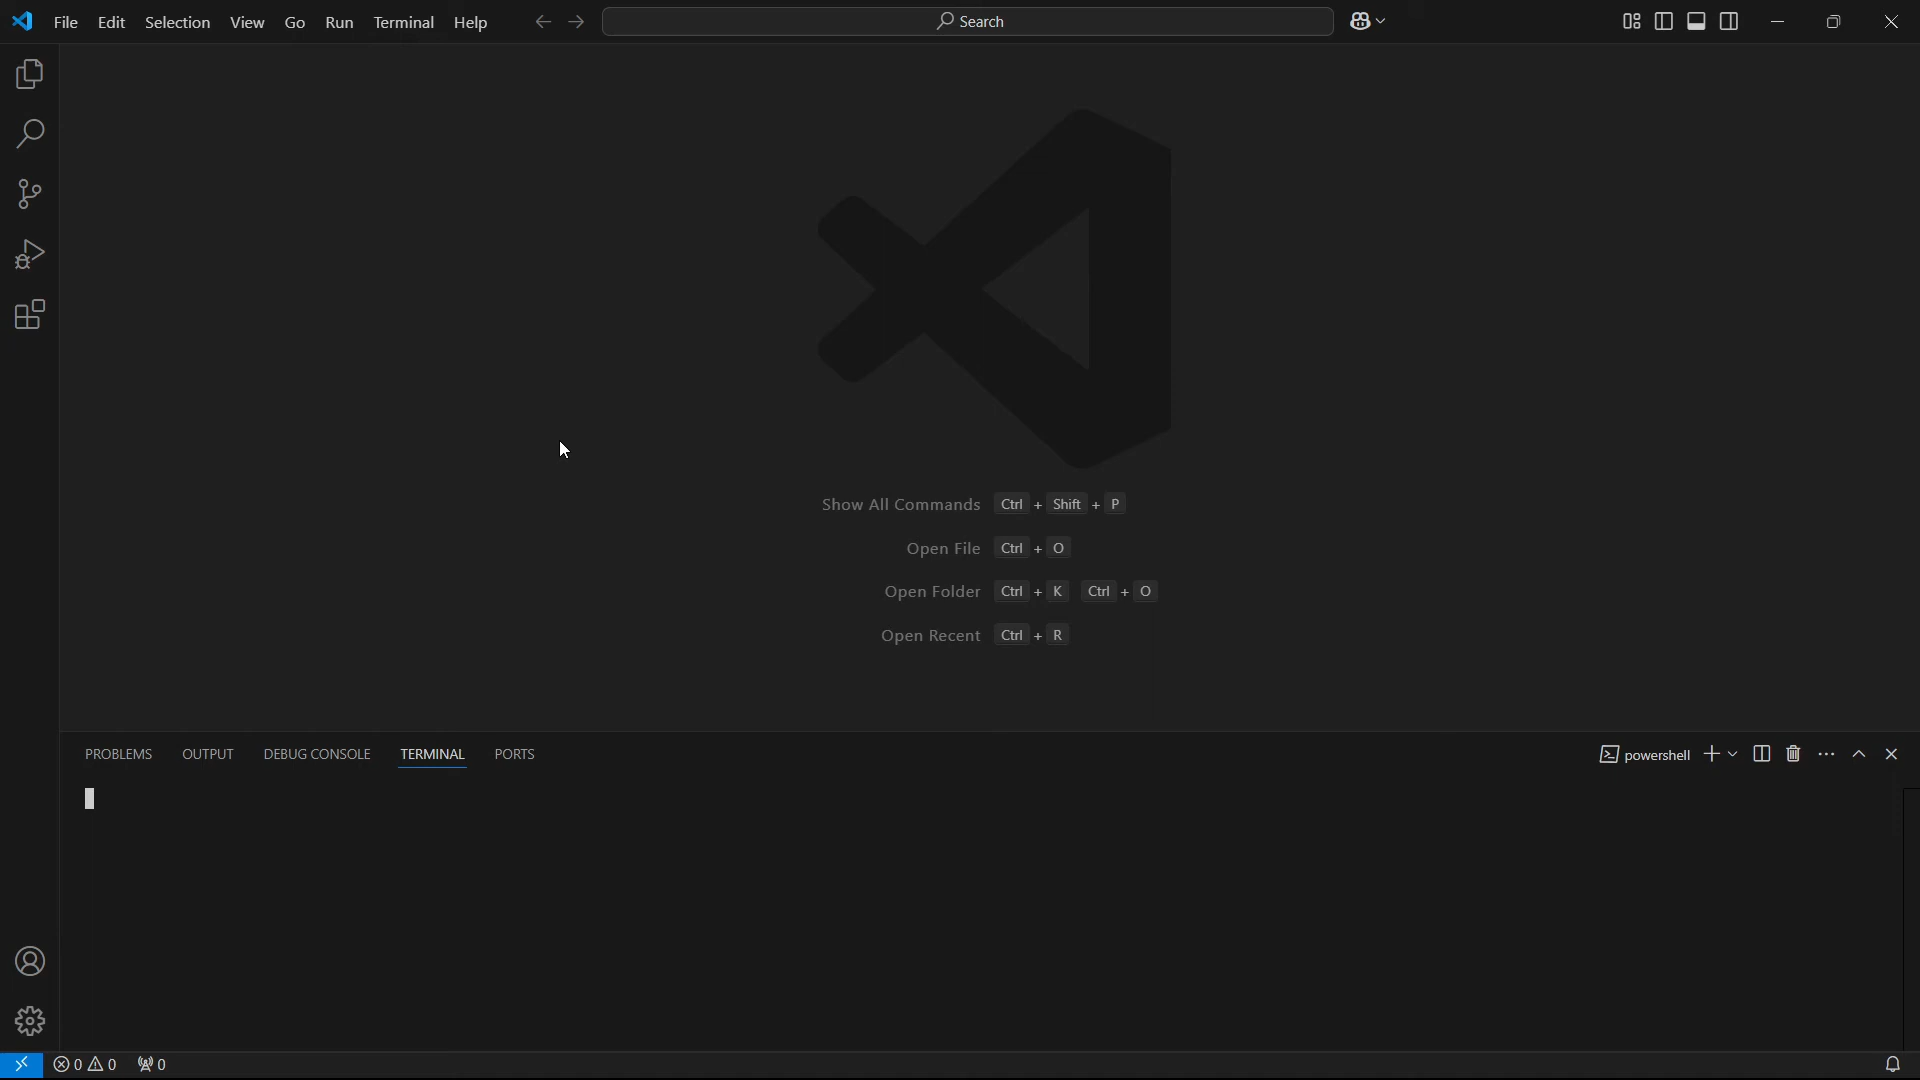 File Edit Selection View Go Run Terminal Help Search
Show All Commands Ctrl + Shift + P
Open File Ctrl + O
Open Folder Ctrl + K Ctrl + O
Open Recent Ctrl + R
PROBLEMS OUTPUT DEBUG CONSOLE TERMINAL PORTS powershell
0 0 0